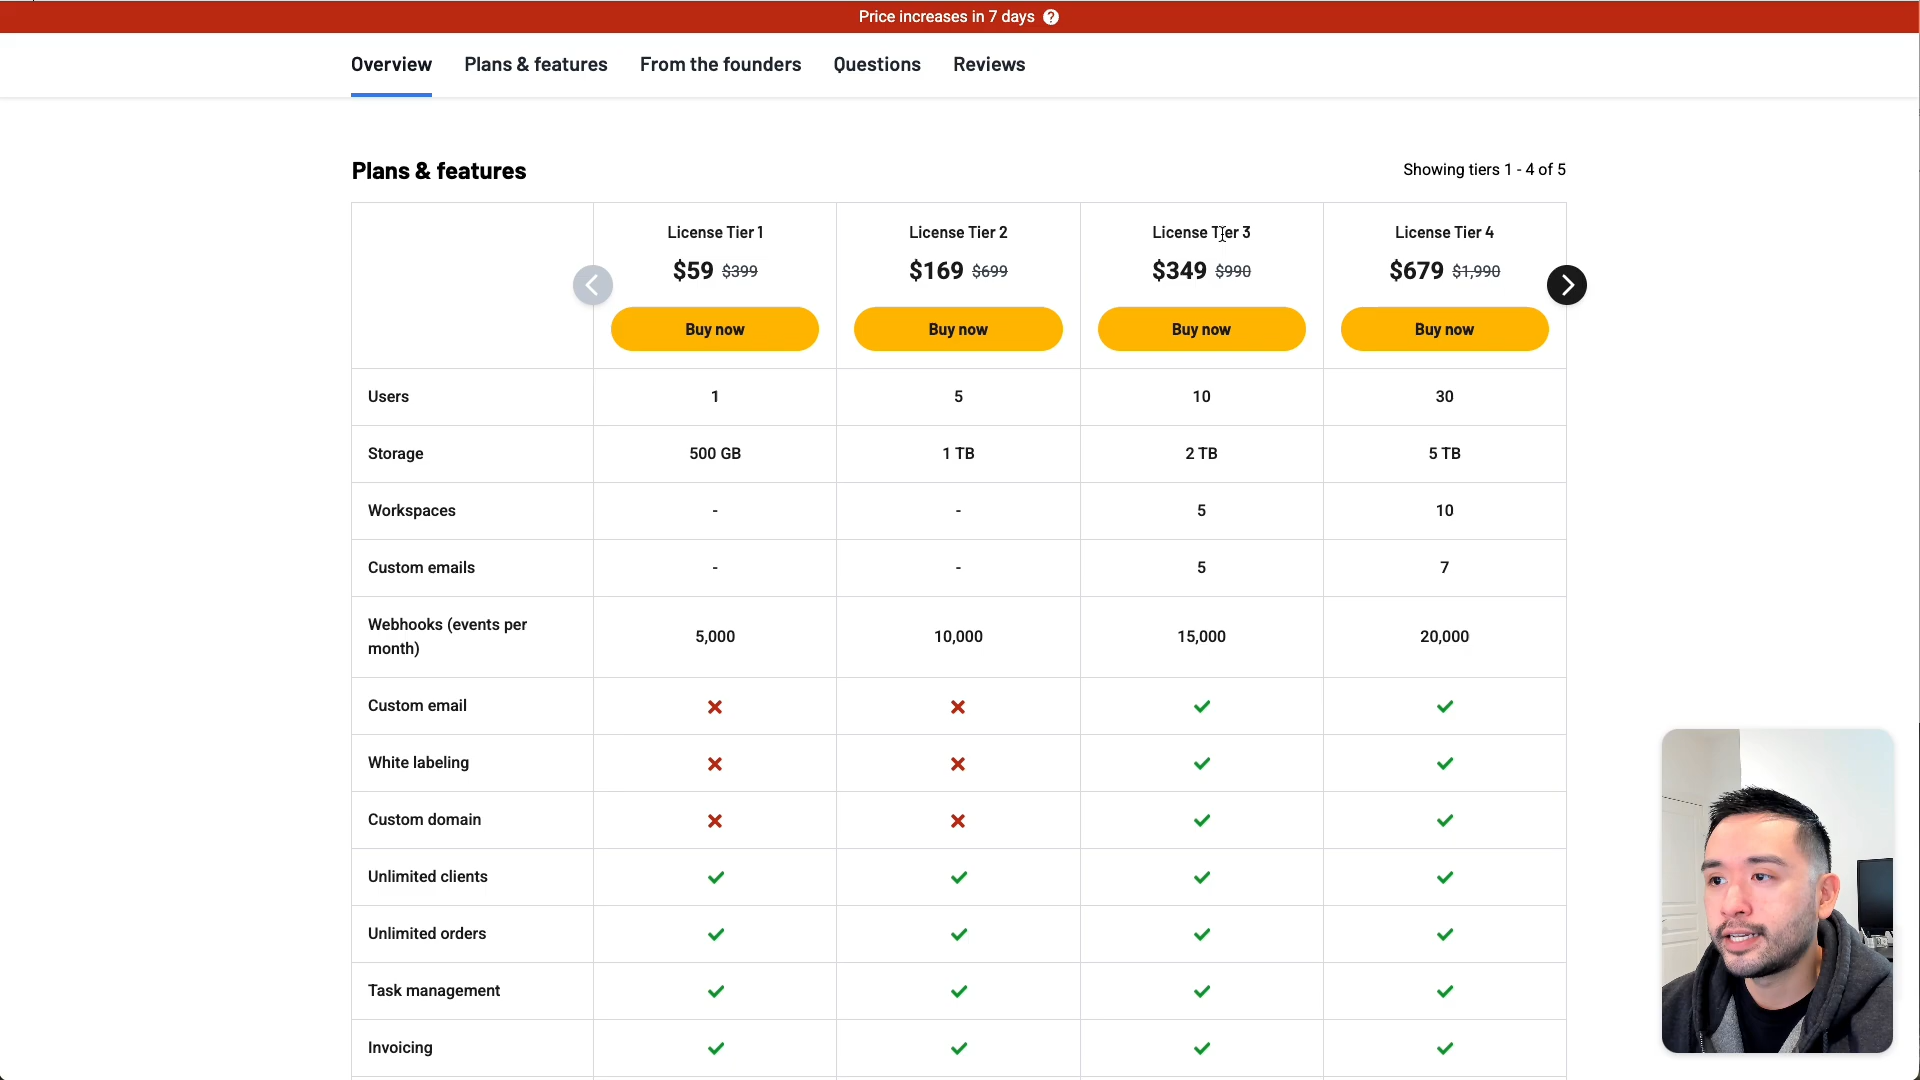 Price increases in 7 days ?
Overview Plans & features From the founders Questions Reviews
Plans & features
Showing tiers 1 - 4 of 5
License Tier 1 License Tier 2 License Tier 3 License Tier 4
$59 $399 $169 $699 $349 $990 $679 $1,990
Buy now Buy now Buy now Buy now
Users 1 5 10 30
Storage 500 GB 1 TB 2 TB 5 TB
Workspaces - - 5 10
Custom emails - - 5 7
Webhooks (events per
month) 5,000 10,000 15,000 20,000
Custom email
White labeling
Custom domain
Unlimited clients
Unlimited orders
Task management
Invoicing